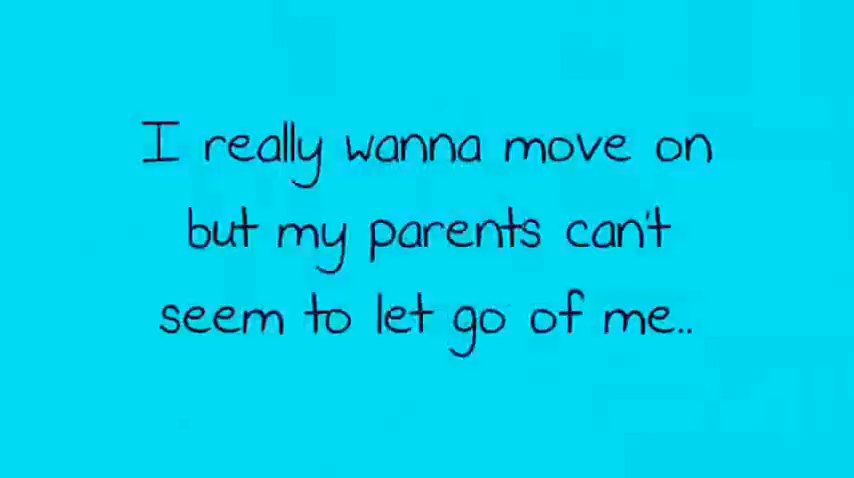 I really wanna move on
but my parents can't
seem to let go of me..